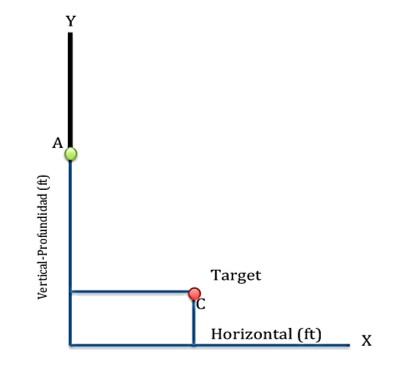 Y
A
Vertical-Profundidad (ft)
Target
C
Horizontal (ft)
X